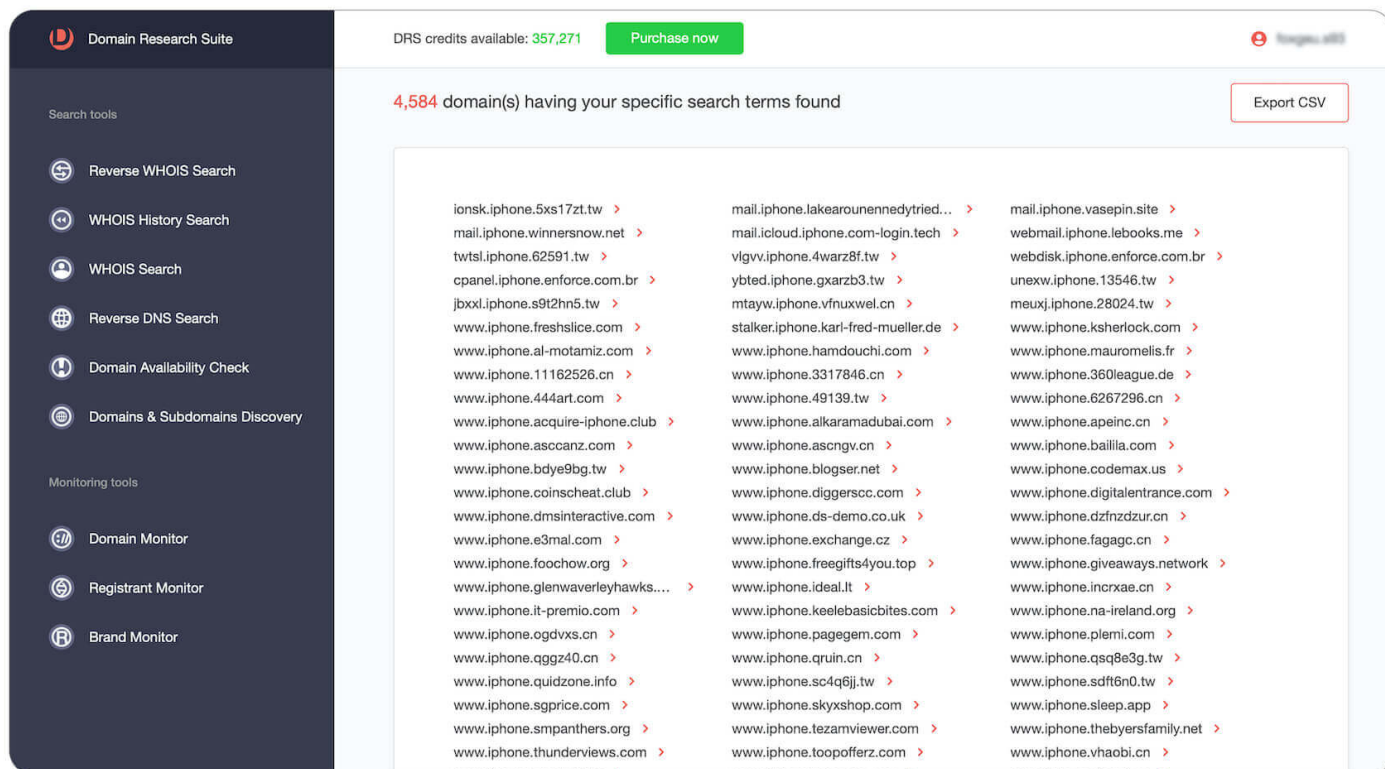 Domain Research Suite
DRS credits available: 357,271
Purchase now
Search tools
Reverse WHOIS Search
WHOIS History Search
WHOIS Search
Reverse DNS Search
Domain Availability Check
Domains & Subdomains Discovery
Monitoring tools
Domain Monitor
Registrant Monitor
Brand Monitor
4,584 domain(s) having your specific search terms found
Export CSV
ionsk.iphone.5xs17zt.tw > mail.iphone.lakearounennedytried... > mail.iphone.vasepin.site >
mail.iphone.winnersnow.net > mail.icloud.iphone.com-login.tech > webmail.iphone.lebooks.me >
twtsl.iphone.62591.tw > vlgvv.iphone.4warz8f.tw > webdisk.iphone.enforce.com.br >
cpanel.iphone.enforce.com.br > ybted.iphone.gxarzb3.tw > unexw.iphone.13546.tw >
jbxxl.iphone.s9t2hn5.tw > mtayw.iphone.vfnuxwel.cn > meuxj.iphone.28024.tw >
www.iphone.freshslice.com > stalker.iphone.karl-fred-mueller.de > www.iphone.ksherlock.com >
www.iphone.al-motamiz.com > www.iphone.hamdouchi.com > www.iphone.mauromelis.fr >
www.iphone.11162526.cn > www.iphone.3317846.cn > www.iphone.360league.de >
www.iphone.444art.com > www.iphone.49139.tw > www.iphone.6267296.cn >
www.iphone.acquire-iphone.club > www.iphone.alkaramadubai.com > www.iphone.apeinc.cn >
www.iphone.asccanz.com > www.iphone.ascngv.cn > www.iphone.bailila.com >
www.iphone.bdye9bg.tw > www.iphone.blogser.net > www.iphone.codemax.us >
www.iphone.coinscheat.club > www.iphone.diggerscc.com > www.iphone.digitalentrance.com >
www.iphone.dmsinteractive.com > www.iphone.ds-demo.co.uk > www.iphone.dzfnzdzur.cn >
www.iphone.e3mal.com > www.iphone.exchange.cz > www.iphone.fagagc.cn >
www.iphone.foochow.org > www.iphone.freegifts4you.top > www.iphone.giveaways.network >
www.iphone.glenwaverleyhawks.... > www.iphone.ideal.lt > www.iphone.incrxae.cn >
www.iphone.it-premio.com > www.iphone.keelebasicbites.com > www.iphone.na-ireland.org >
www.iphone.ogdvxs.cn > www.iphone.pagegem.com > www.iphone.plemi.com >
www.iphone.qggz40.cn > www.iphone.qruin.cn > www.iphone.qsq8e3g.tw >
www.iphone.quidzone.info > www.iphone.sc4q6jj.tw > www.iphone.sdft6n0.tw >
www.iphone.sgprice.com > www.iphone.skyxshop.com > www.iphone.sleep.app >
www.iphone.smpanthers.org > www.iphone.tezamviewer.com > www.iphone.thebyersfamily.net >
www.iphone.thunderviews.com > www.iphone.toopofferz.com > www.iphone.vhaobi.cn >